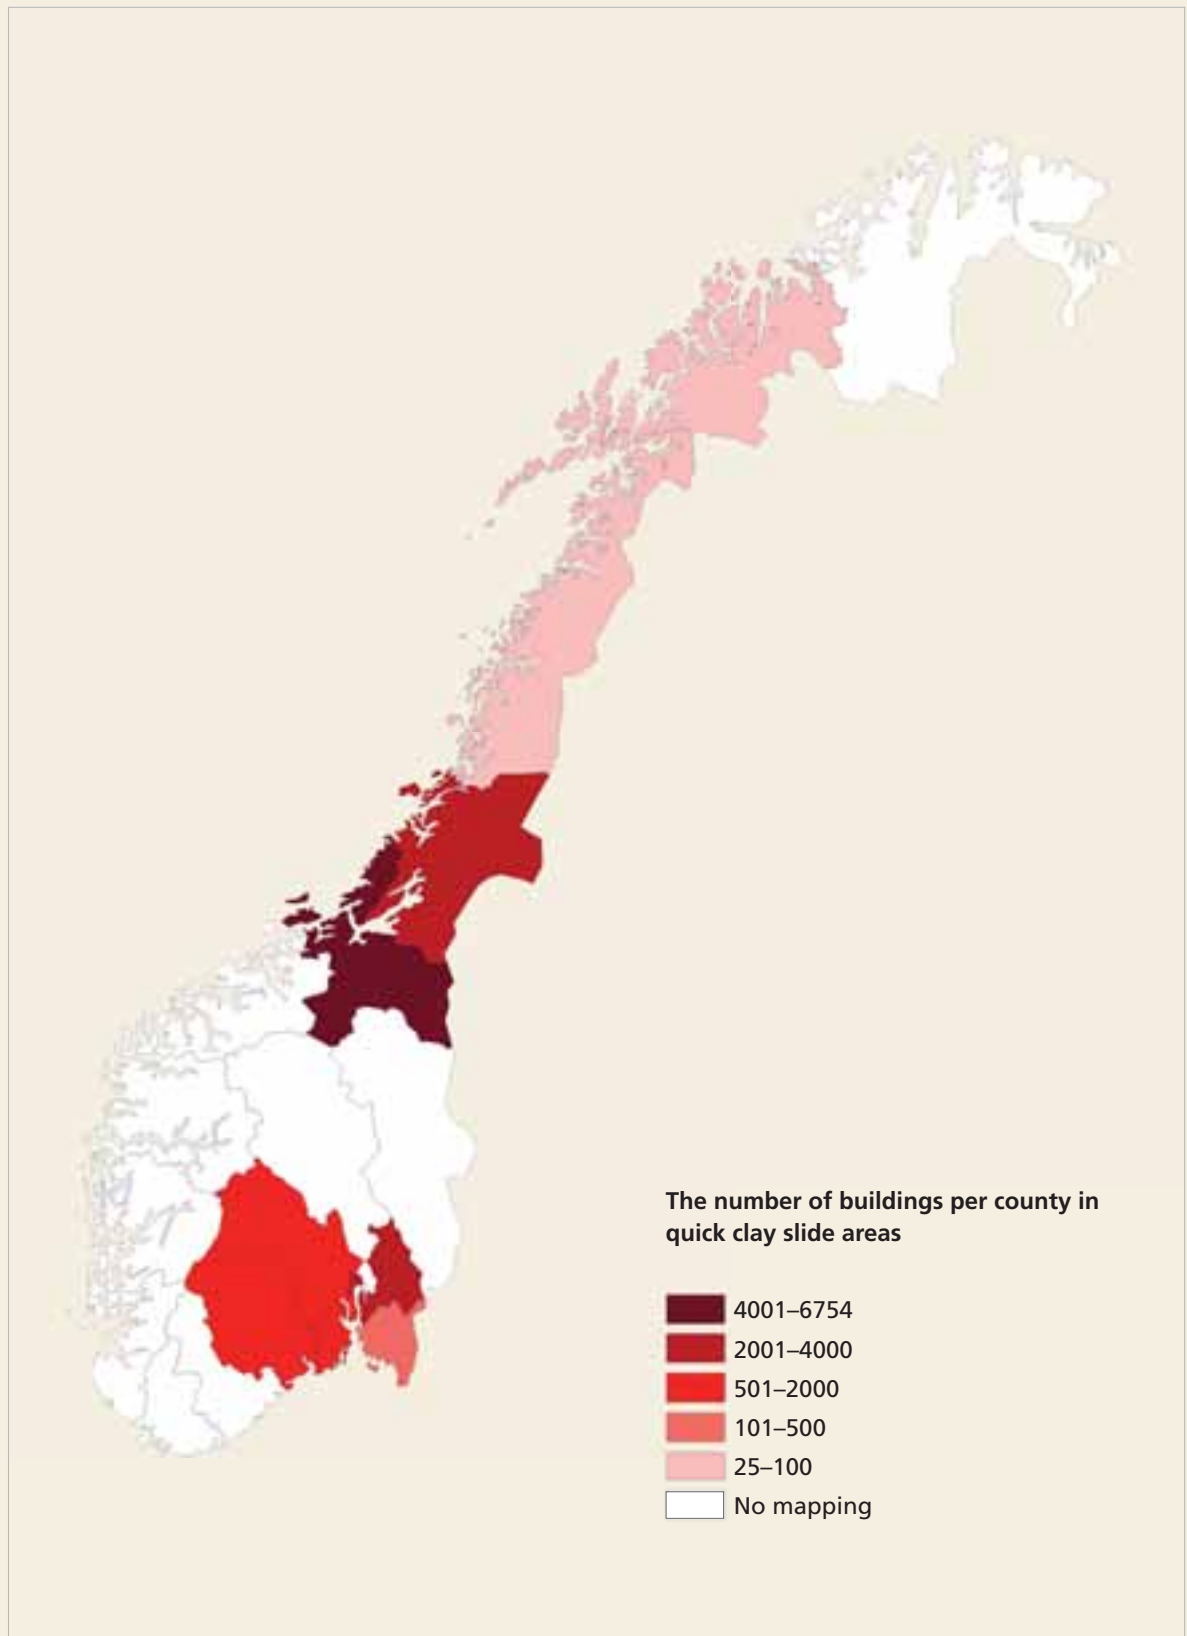 The number of buildings per county in
quick clay slide areas
4001–6754
2001–4000
501–2000
101–500
25–100
No mapping